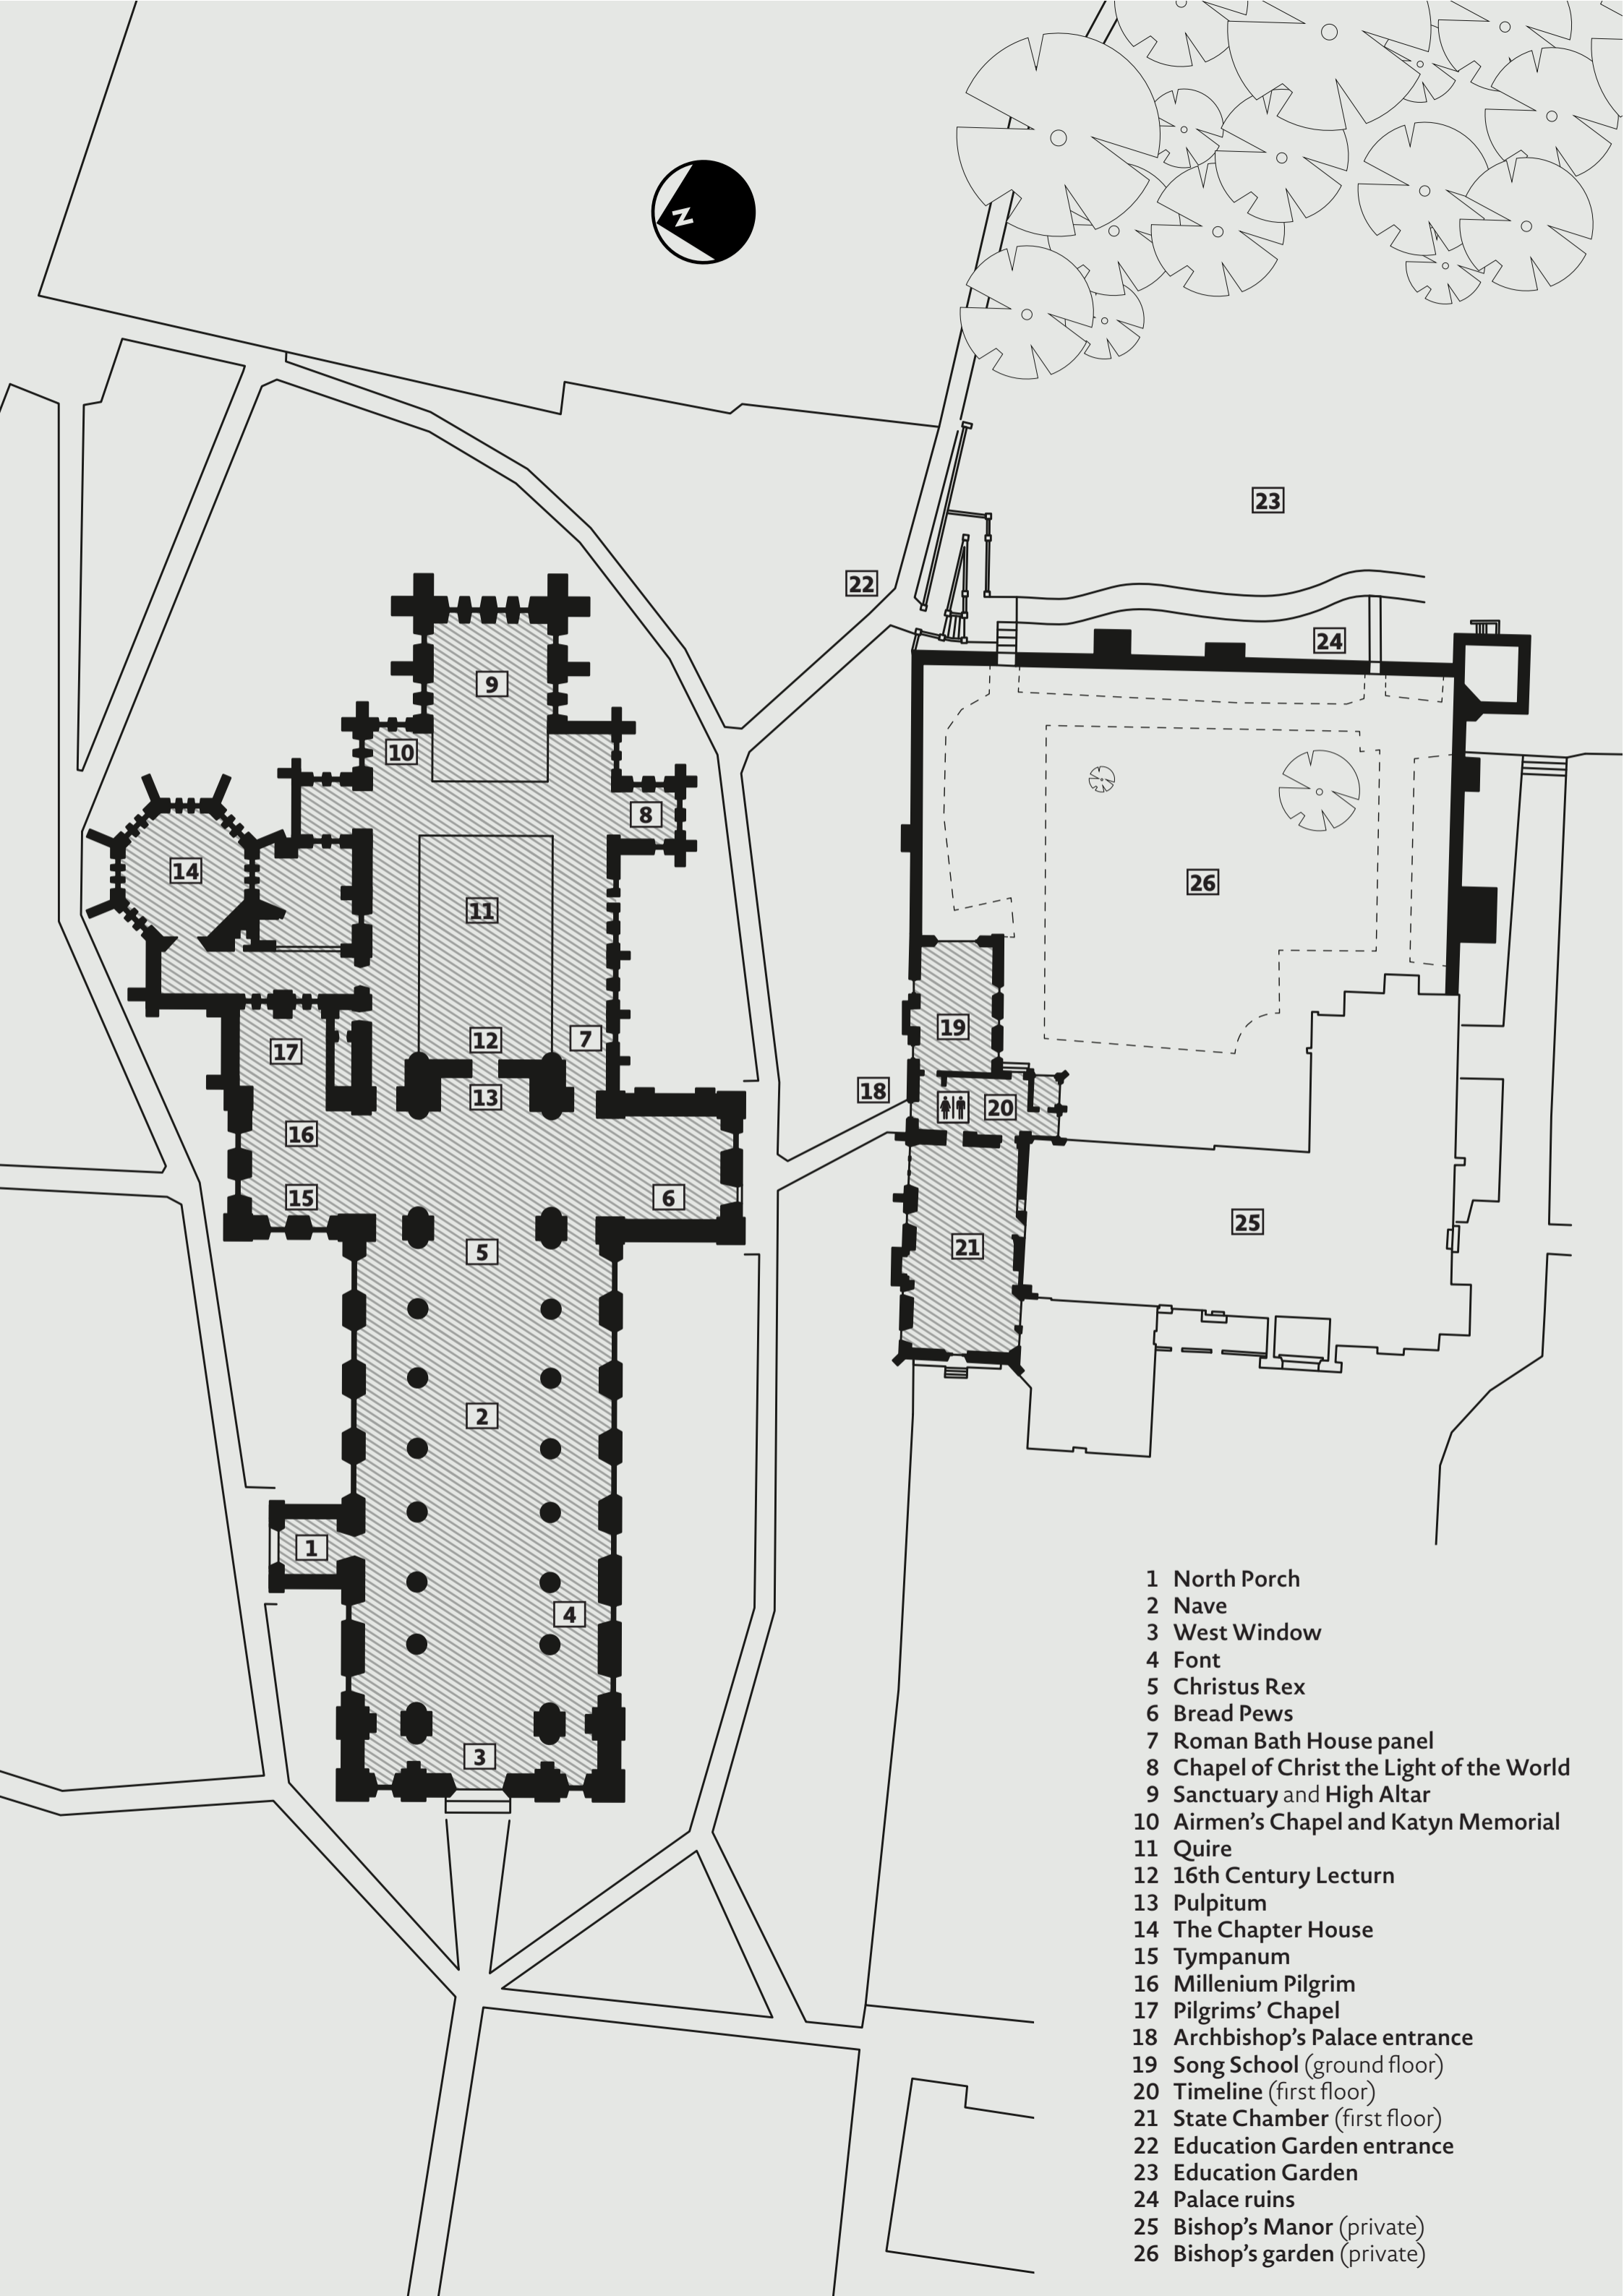 N
23
22
24
9
10
8
14
26
11
19
12
7
17
18
13
20
16
15
6
25
21
5
2
1
4
3
1 North Porch
2 Nave
3 West Window
4 Font
5 Christus Rex
6 Bread Pews
7 Roman Bath House panel
8 Chapel of Christ the Light of the World
9 Sanctuary and High Altar
10 Airmen’s Chapel and Katyn Memorial
11 Quire
12 16th Century Lecturn
13 Pulpitum
14 The Chapter House
15 Tympanum
16 Millenium Pilgrim
17 Pilgrims’ Chapel
18 Archbishop’s Palace entrance
19 Song School (ground floor)
20 Timeline (first floor)
21 State Chamber (first floor)
22 Education Garden entrance
23 Education Garden
24 Palace ruins
25 Bishop’s Manor (private)
26 Bishop’s garden (private)